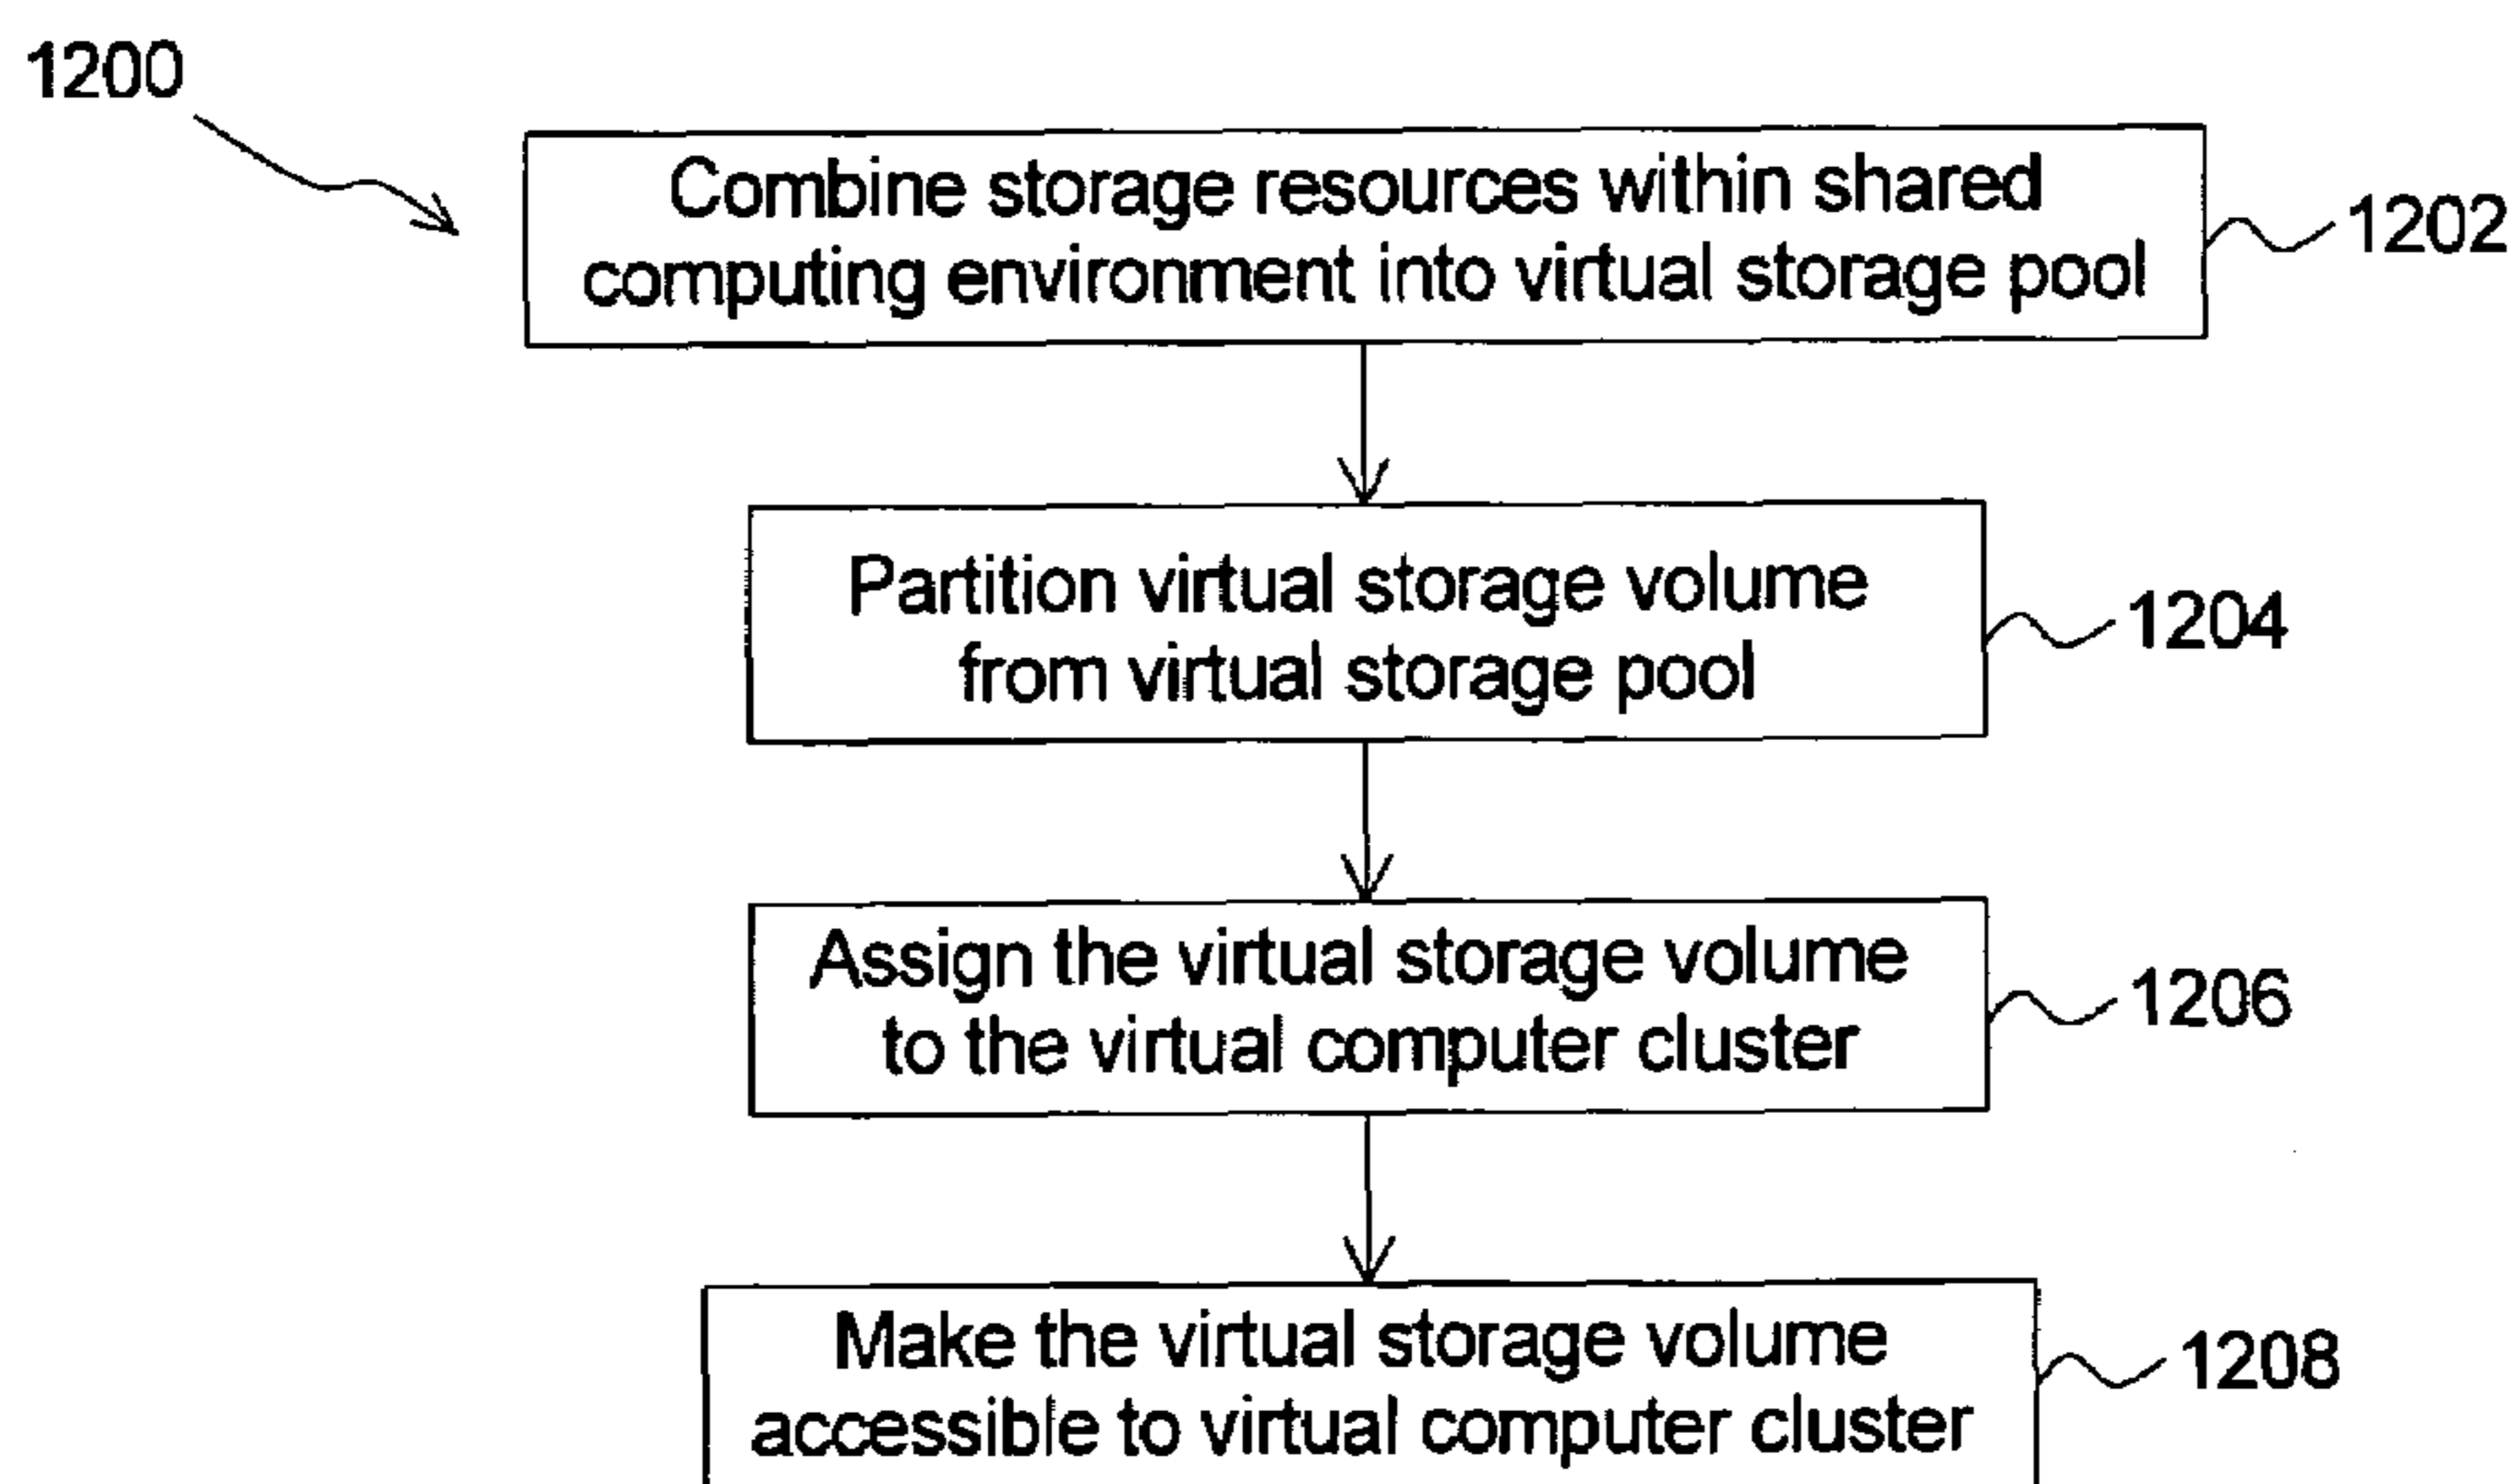 1200
Combine storage resources within shared
computing environment into virtual storage pool
1202
Partition virtual storage volume
from virtual storage pool
1204
Assign the virtual storage volume
to the virtual computer cluster
1206
Make the virtual storage volume
accessible to virtual computer cluster
1208